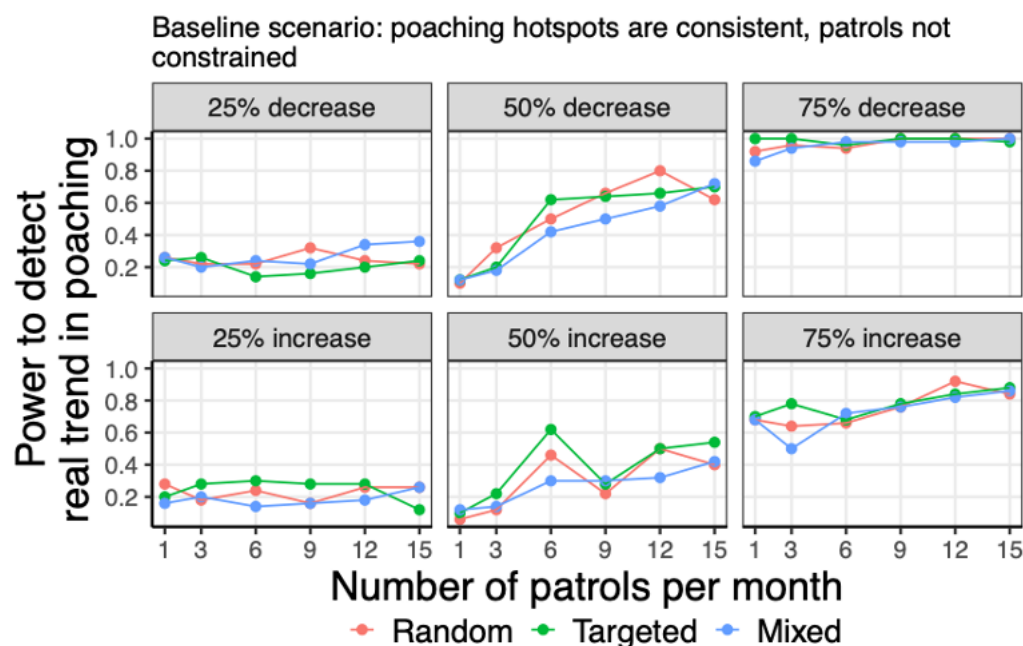 Baseline scenario: poaching hotspots are consistent, patrols not
constrained
25% decrease
50% decrease
75% decrease
1.0
0.8
0.6
0.4
0.2
25% increase
50% increase
75% increase
1.0
0.8
0.6
0.4
0.2
Power to detect
real trend in poaching
1 3 6 9 12 15
1 3 6 9 12 15
1 3 6 9 12 15
Number of patrols per month
Random Targeted Mixed